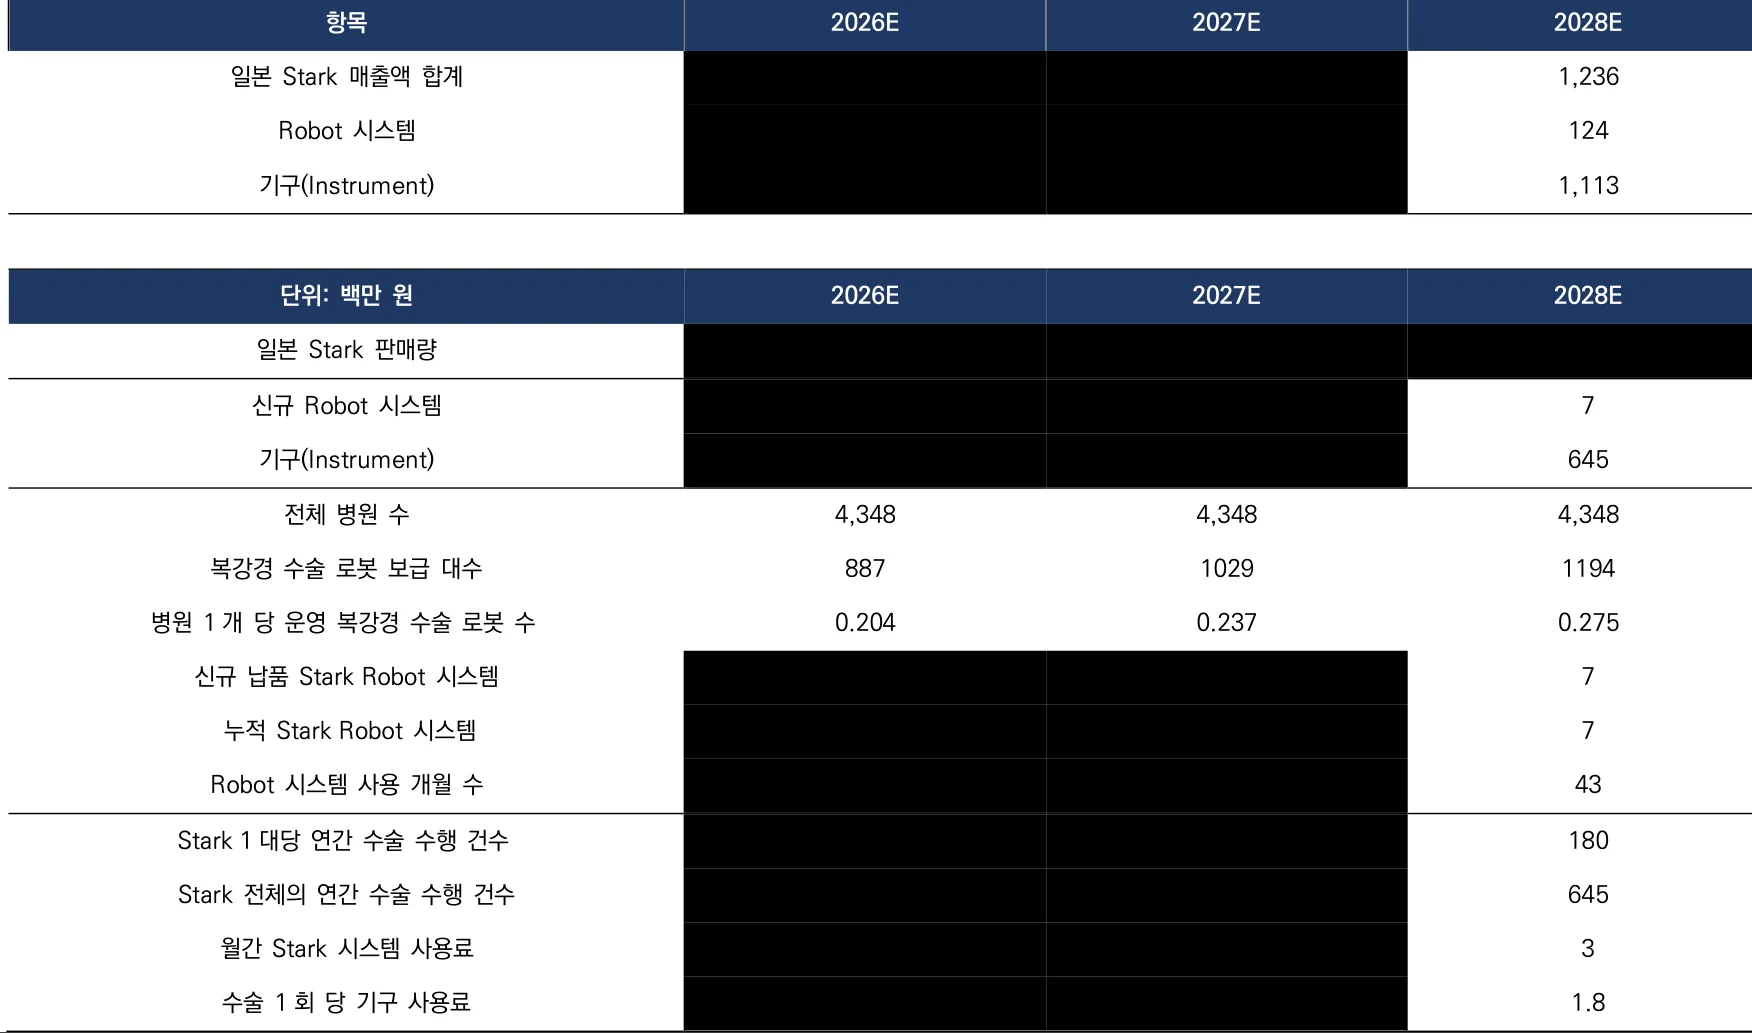 항목 2026E 2027E 2028E
일본 Stark 매출액 합계 1,236
Robot 시스템 124
기구(Instrument) 1,113
단위: 백만 원 2026E 2027E 2028E
일본 Stark 판매량
신규 Robot 시스템 7
기구(Instrument) 645
전체 병원 수 4,348 4,348 4,348
복강경 수술 로봇 보급 대수 887 1029 1194
병원 1개 당 운영 복강경 수술 로봇 수 0.204 0.237 0.275
신규 납품 Stark Robot 시스템 7
누적 Stark Robot 시스템 7
Robot 시스템 사용 개월 수 43
Stark 1대당 연간 수술 수행 건수 180
Stark 전체의 연간 수술 수행 건수 645
월간 Stark 시스템 사용료 3
수술 1회 당 기구 사용료 1.8